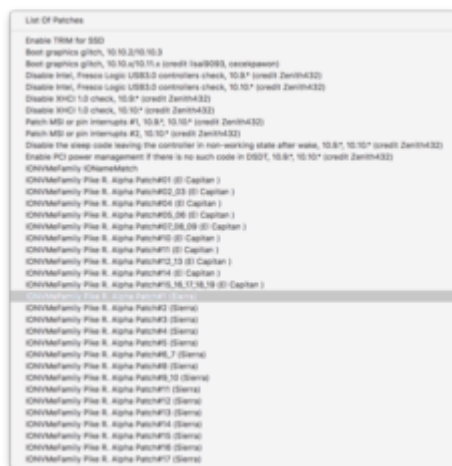 List Of Patches
Enable TRIM for SSD
Boot graphics glitch, 10.10.2/10.10.3
Boot graphics glitch, 10.10.x/10.11.x (credit lisai9093, cecekpawon)
Disable Intel, Fresco Logic USB3.0 controllers check, 10.9.* (credit Zenith432)
Disable Intel, Fresco Logic USB3.0 controllers check, 10.10.* (credit Zenith432)
Disable XHCI 1.0 check, 10.9.* (credit Zenith432)
Disable XHCI 1.0 check, 10.10.* (credit Zenith432)
Patch MSI or pin interrupts #1, 10.9.*, 10.10.* (credit Zenith432)
Patch MSI or pin interrupts #2, 10.10.* (credit Zenith432)
Disable the sleep code leaving the controller in non-working state after wake, 10.9.*, 10.10.* (credit Zenith432)
Enable PCI power management if there is no such code in DSDT, 10.9.*, 10.10.* (credit Zenith432)
IONVMeFamily IONameMatch
IONVMeFamily Pike R. Alpha Patch#01 (El Capitan )
IONVMeFamily Pike R. Alpha Patch#02_03 (El Capitan )
IONVMeFamily Pike R. Alpha Patch#04 (El Capitan )
IONVMeFamily Pike R. Alpha Patch#05_06 (El Capitan )
IONVMeFamily Pike R. Alpha Patch#07_08_09 (El Capitan )
IONVMeFamily Pike R. Alpha Patch#10 (El Capitan )
IONVMeFamily Pike R. Alpha Patch#11 (El Capitan )
IONVMeFamily Pike R. Alpha Patch#12_13 (El Capitan )
IONVMeFamily Pike R. Alpha Patch#14 (El Capitan )
IONVMeFamily Pike R. Alpha Patch#15_16_17_18_19 (El Capitan )
IONVMeFamily Pike R. Alpha Patch#1 (Sierra)
IONVMeFamily Pike R. Alpha Patch#2 (Sierra)
IONVMeFamily Pike R. Alpha Patch#3 (Sierra)
IONVMeFamily Pike R. Alpha Patch#4 (Sierra)
IONVMeFamily Pike R. Alpha Patch#5 (Sierra)
IONVMeFamily Pike R. Alpha Patch#6_7 (Sierra)
IONVMeFamily Pike R. Alpha Patch#8 (Sierra)
IONVMeFamily Pike R. Alpha Patch#9_10 (Sierra)
IONVMeFamily Pike R. Alpha Patch#11 (Sierra)
IONVMeFamily Pike R. Alpha Patch#12 (Sierra)
IONVMeFamily Pike R. Alpha Patch#13 (Sierra)
IONVMeFamily Pike R. Alpha Patch#14 (Sierra)
IONVMeFamily Pike R. Alpha Patch#15 (Sierra)
IONVMeFamily Pike R. Alpha Patch#16 (Sierra)
IONVMeFamily Pike R. Alpha Patch#17 (Sierra)